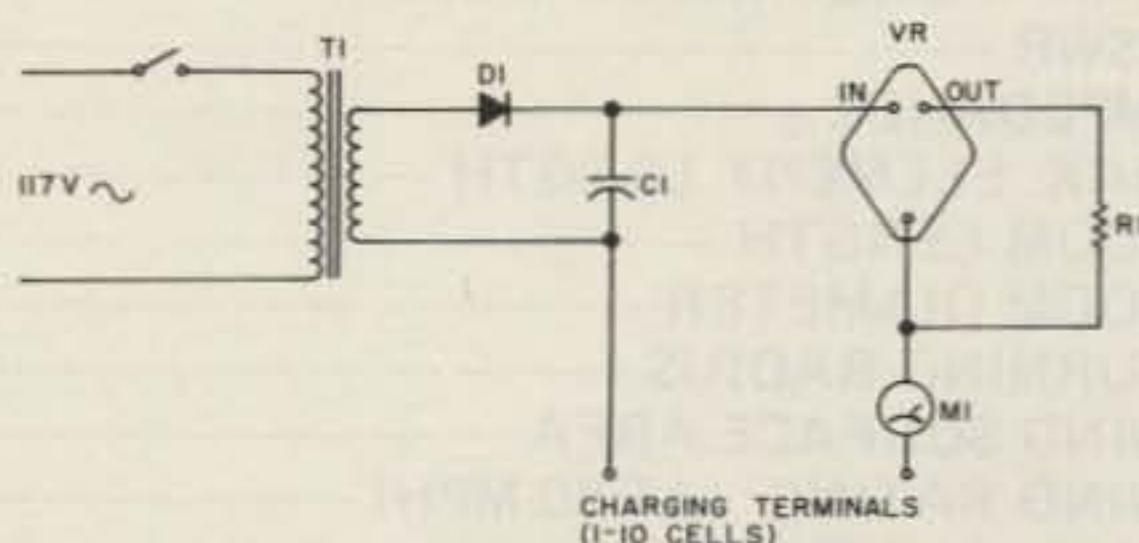 T1
VR
D1
IN
OUT
117V
C1
R1
M1
CHARGING TERMINALS
(1-10 CELLS)